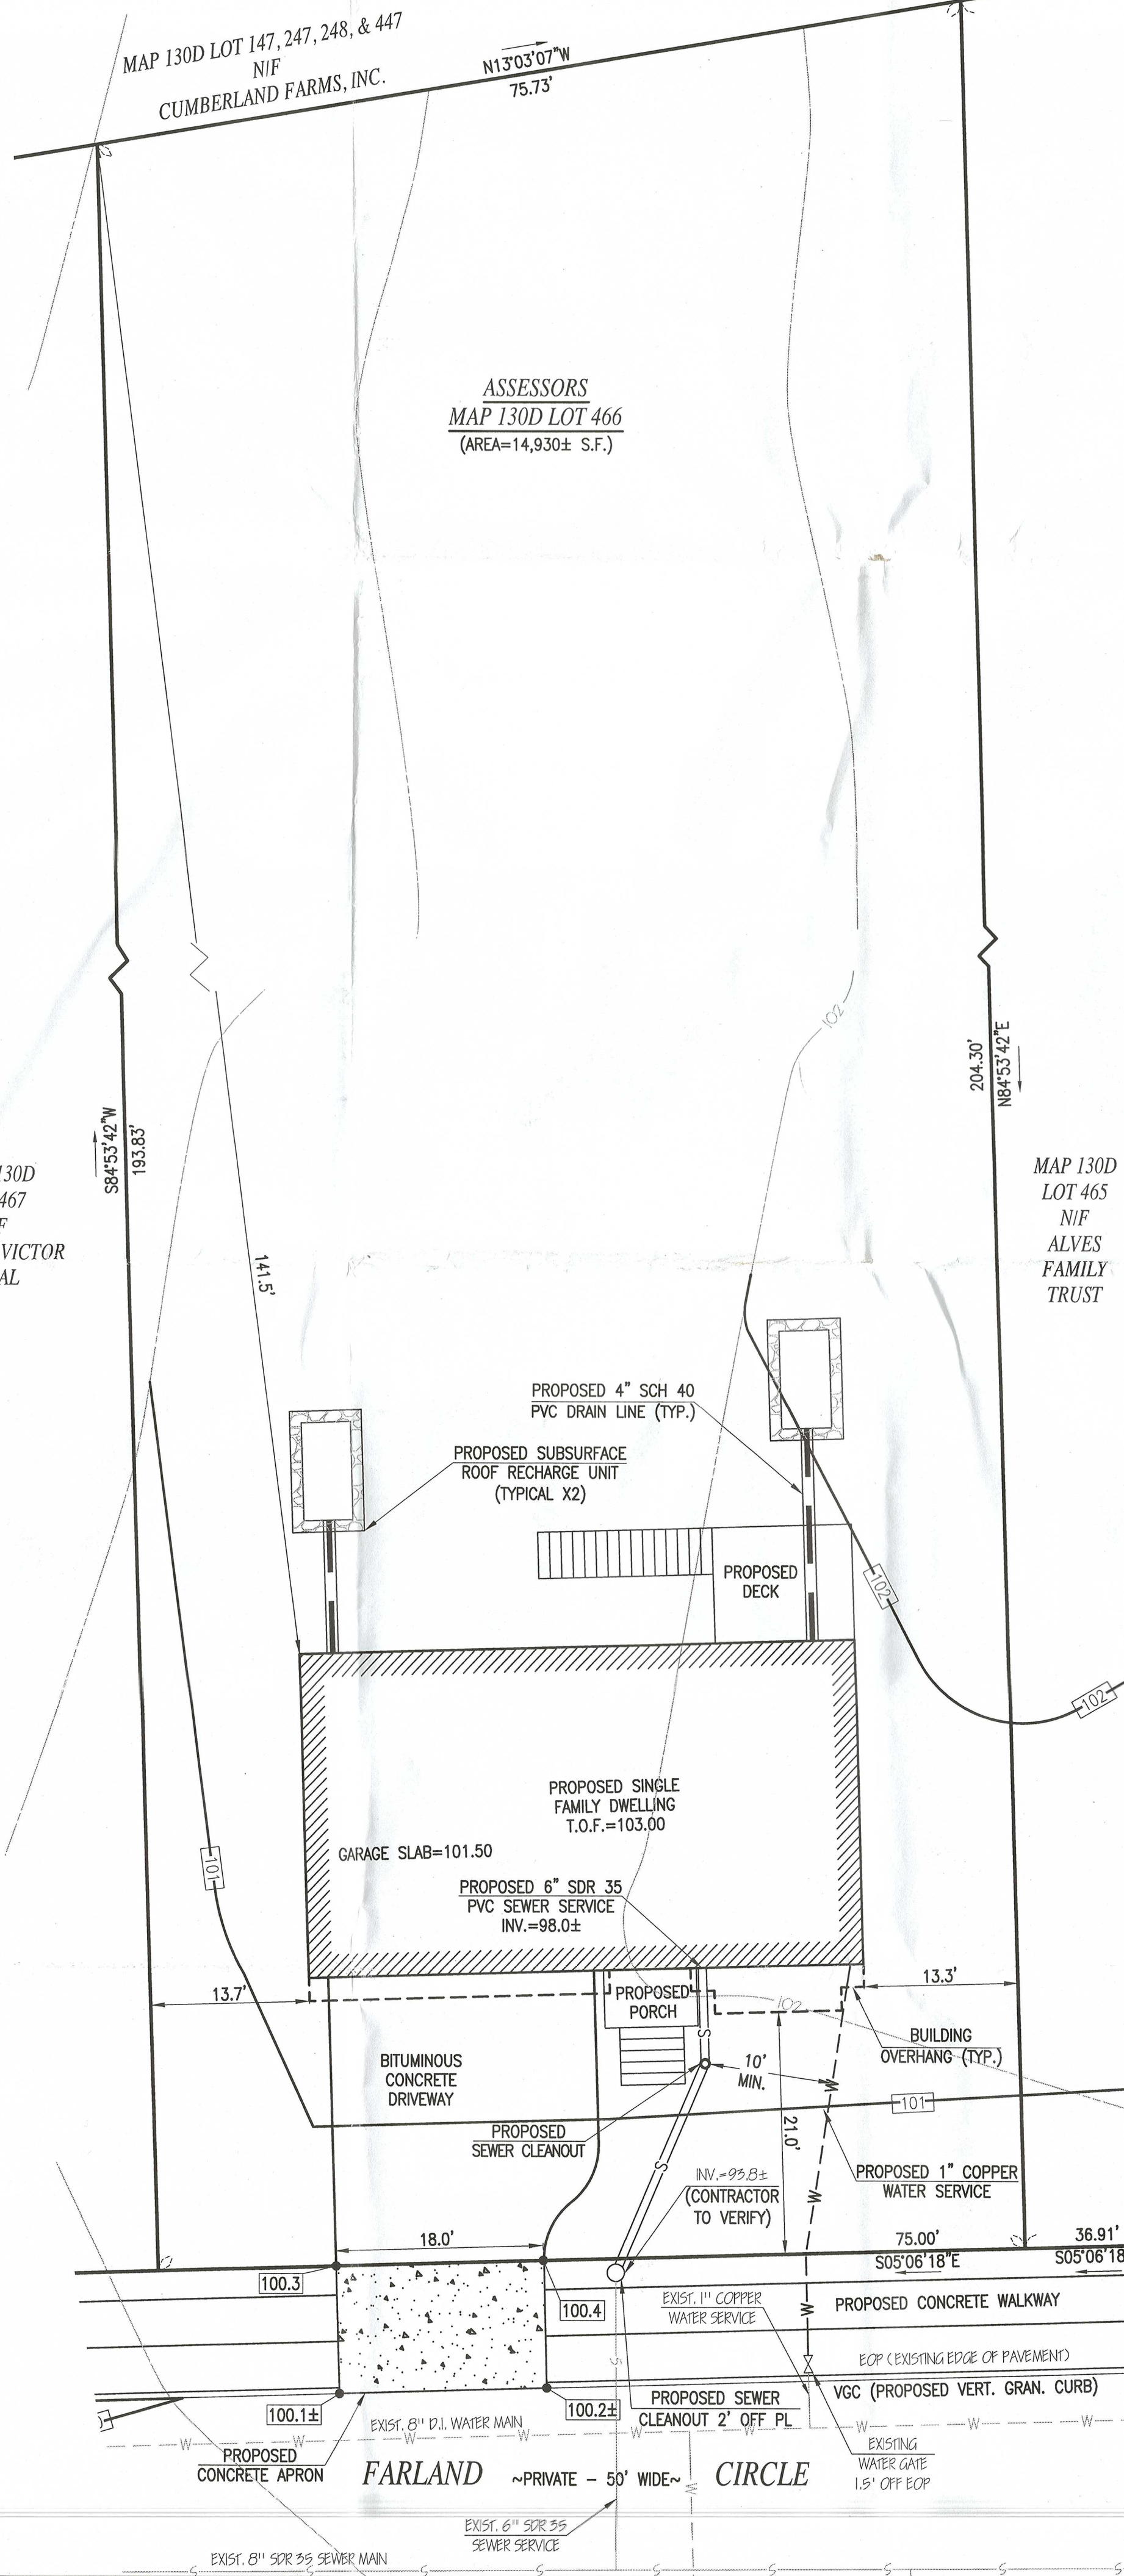 MAP 130D LOT 147, 247, 248, & 447
N/F
CUMBERLAND FARMS, INC.
N13°03'07"W
75.73'
ASSESSORS
MAP 130D LOT 466
(AREA=14,930± S.F.)
102
204.30'
N84°53'42"E
S84°53'42"W
193.83'
130D
467
F
VICTOR
AL
MAP 130D
LOT 465
N/F
ALVES
FAMILY
TRUST
141.5'
PROPOSED 4" SCH 40
PVC DRAIN LINE (TYP.)
PROPOSED SUBSURFACE
ROOF RECHARGE UNIT
(TYPICAL X2)
PROPOSED
DECK
102
102
PROPOSED SINGLE
FAMILY DWELLING
T.O.F.=103.00
GARAGE SLAB=101.50
101
PROPOSED 6" SDR 35
PVC SEWER SERVICE
INV.=98.0±
13.7'
13.3'
PROPOSED
PORCH
102
BUILDING
OVERHANG (TYP.)
S
BITUMINOUS
CONCRETE
DRIVEWAY
10'
MIN.
W
101
PROPOSED
SEWER CLEANOUT
21.0'
S
INV.=93.8±
(CONTRACTOR
TO VERIFY)
PROPOSED 1" COPPER
WATER SERVICE
W
18.0'
75.00'
36.91'
S05°06'18"E
S05°06'18
100.3
100.4
EXIST. 1" COPPER
WATER SERVICE
W
PROPOSED CONCRETE WALKWAY
S
EOP (EXISTING EDGE OF PAVEMENT)
VGC (PROPOSED VERT. GRAN. CURB)
100.1±
100.2±
PROPOSED SEWER
CLEANOUT 2' OFF PL
EXIST. 8" D.I. WATER MAIN
W W W W W W W W W
EXISTING
WATER GATE
1.5' OFF EOP
PROPOSED
CONCRETE APRON
FARLAND ~PRIVATE - 50' WIDE~ CIRCLE
W
EXIST. 6" SDR 35
SEWER SERVICE
EXIST. 8" SDR 35 SEWER MAIN
S S S S S S S S S